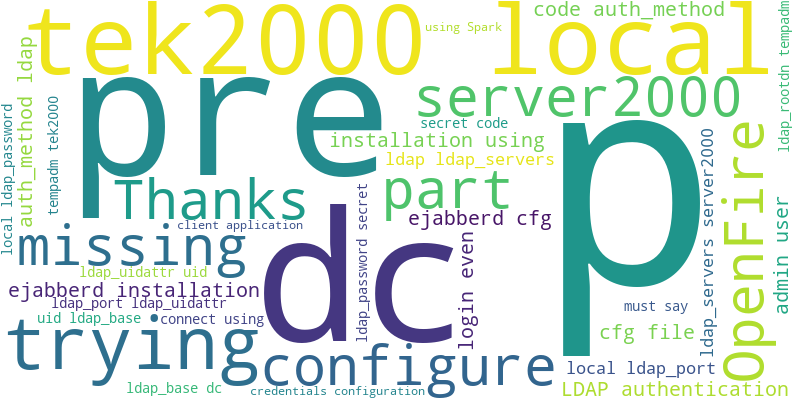 using Spark
code auth_method
tek2000 local
pre
server2000
secret code
installation using
ldap ldap_servers
p
Thanks
part
ejabberd cfg
client application
missing
dc
ldap_uidattr uid
ejabberd installation
ldap_port ldap_uidattr
uid ldap_base
connect using
must say
trying
cfg file
configure
local ldap_port
ldap_base dc
credentials configuration
LDAP authentication
local ldap_password
auth_method ldap
tempadm tek2000
ldap_password secret
login even
ldap_servers server2000
OpenFire
admin user
ldap_rootdn tempadm